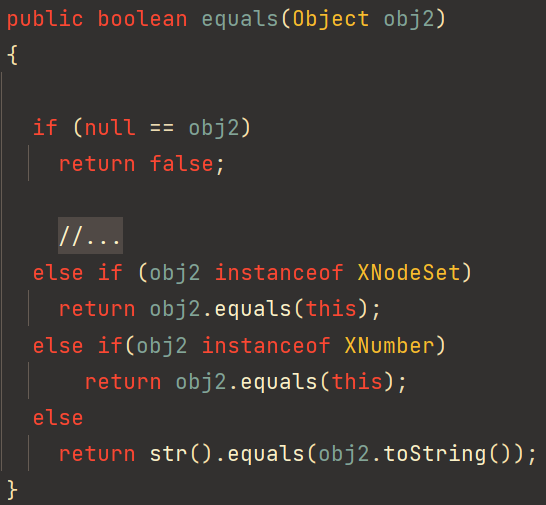 public boolean equals(Object obj2)
{
if (null == obj2)
return false;
//...
else if (obj2 instanceof XNodeSet)
return obj2.equals(this);
else if(obj2 instanceof XNumber)
return obj2.equals(this);
else
return str().equals(obj2.toString());
}